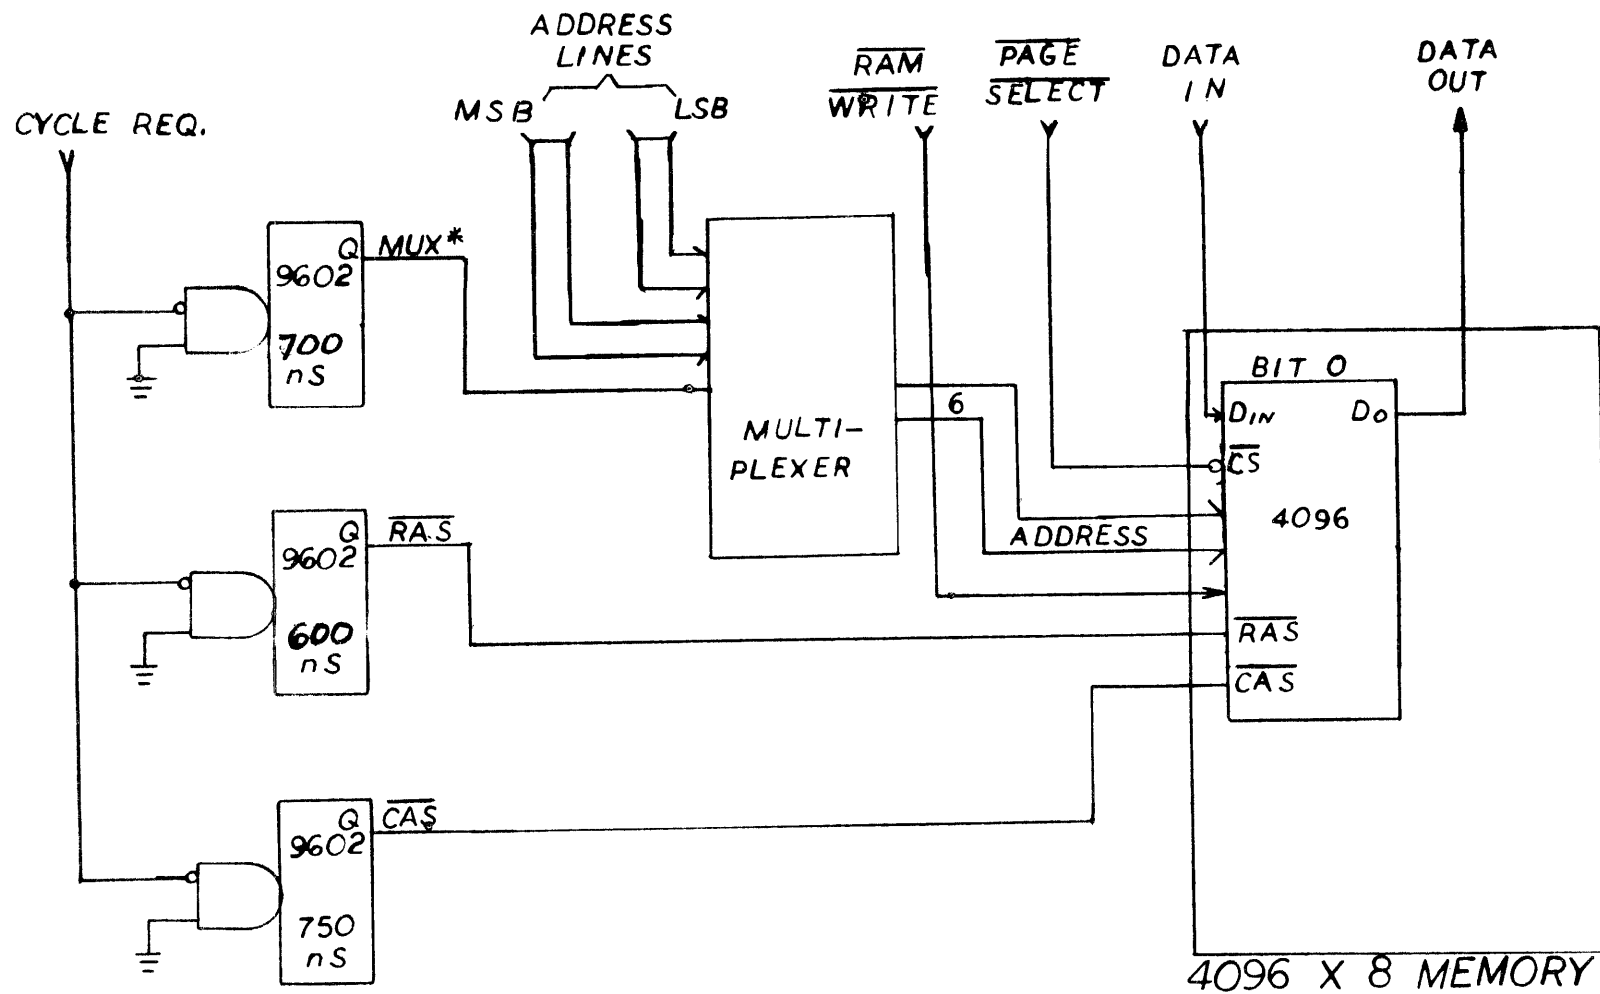 ADDRESS
LINES
MSB
LSB
RAM
WRITE
PAGE
SELECT
DATA
IN
DATA
OUT
CYCLE REQ.
Q
9602
700
nS
MUX*
MULTI-
PLEXER
6
BIT 0
DIN
DO
CS
4096
ADDRESS
RAS
CAS
Q
9602
600
nS
RAS
Q
9602
750
nS
CAS
4096 X 8 MEMORY